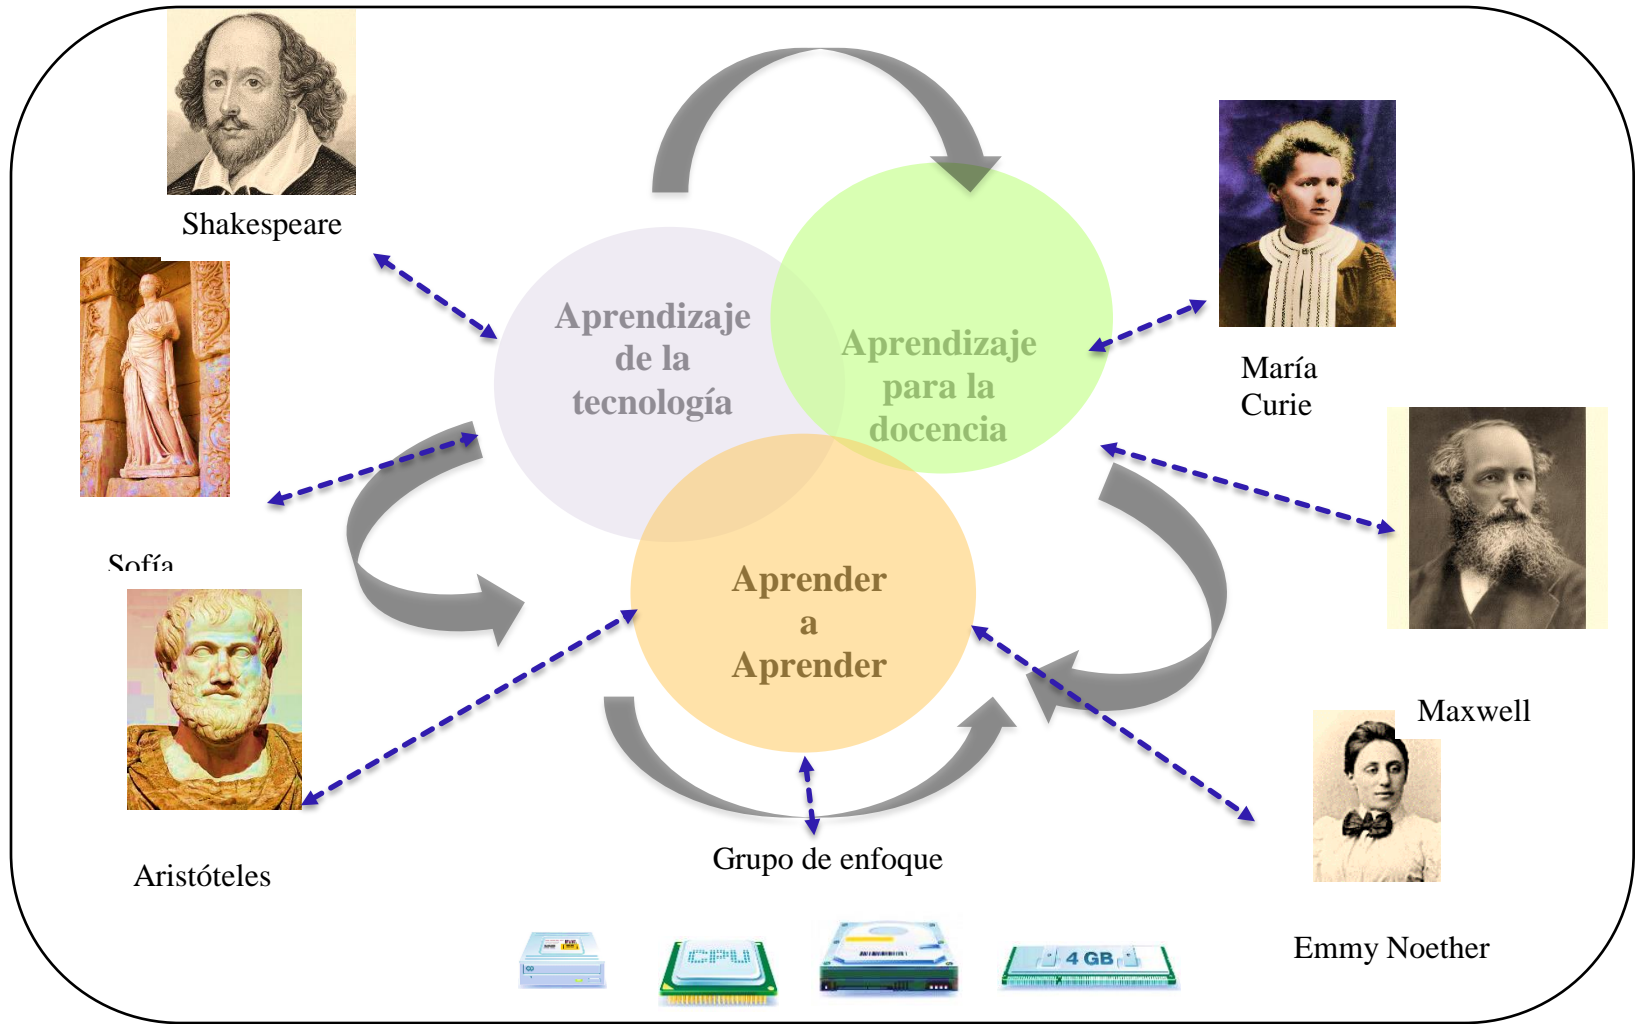 Shakespeare
Aprendizaje
de la
tecnología
Aprendizaje
para la
docencia
María
Curie
Sofía
Aprender
a
Aprender
Maxwell
Grupo de enfoque
Aristóteles
Emmy Noether
CPU
4 GB